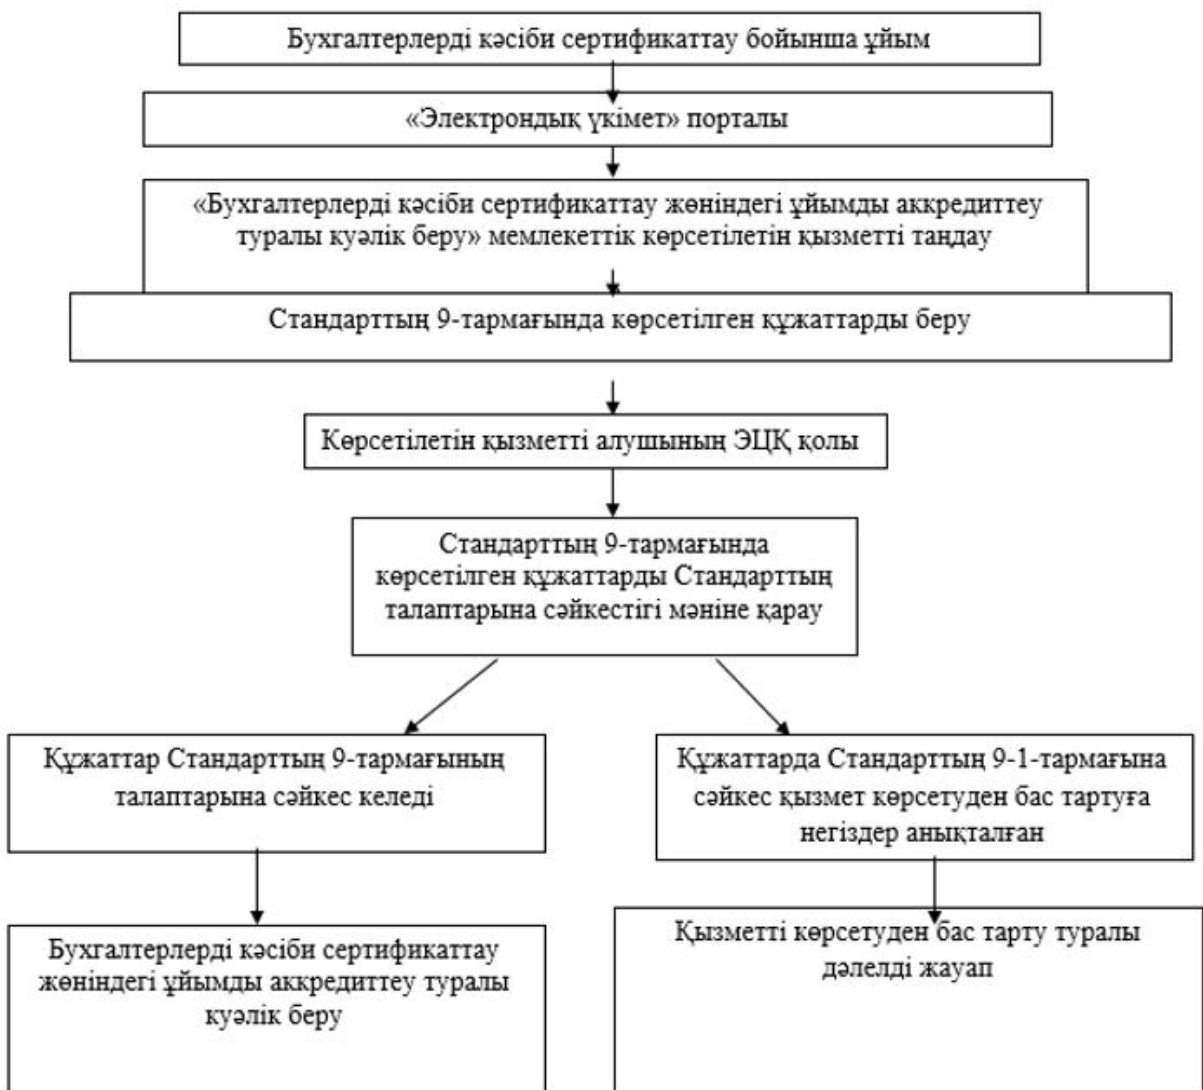 Бухгалтерлерді кәсіби сертификаттау бойынша ұйым
«Электрондық үкімет» порталы
«Бухгалтерлерді кәсіби сертификаттау жөніндегі ұйымды аккредиттеу
туралы куәлік беру» мемлекеттік көрсетілетін қызметті таңдау
Стандарттың 9-тармағында көрсетілген құжаттарды беру
Көрсетілетін қызметті алушының ЭЦҚ қолы
Стандарттың 9-тармағында
көрсетілген құжаттарды Стандарттың
талаптарына сәйкестігі мәніне қарау
Құжаттар Стандарттың 9-тармағының
талаптарына сәйкес келеді
Құжаттарда Стандарттың 9-1-тармағына
сәйкес қызмет көрсетуден бас тартуға
негіздер анықталған
Бухгалтерлерді кәсіби сертификаттау
жөніндегі ұйымды аккредиттеу туралы
куәлік беру
Қызметті көрсетуден бас тарту туралы
дәлелді жауап